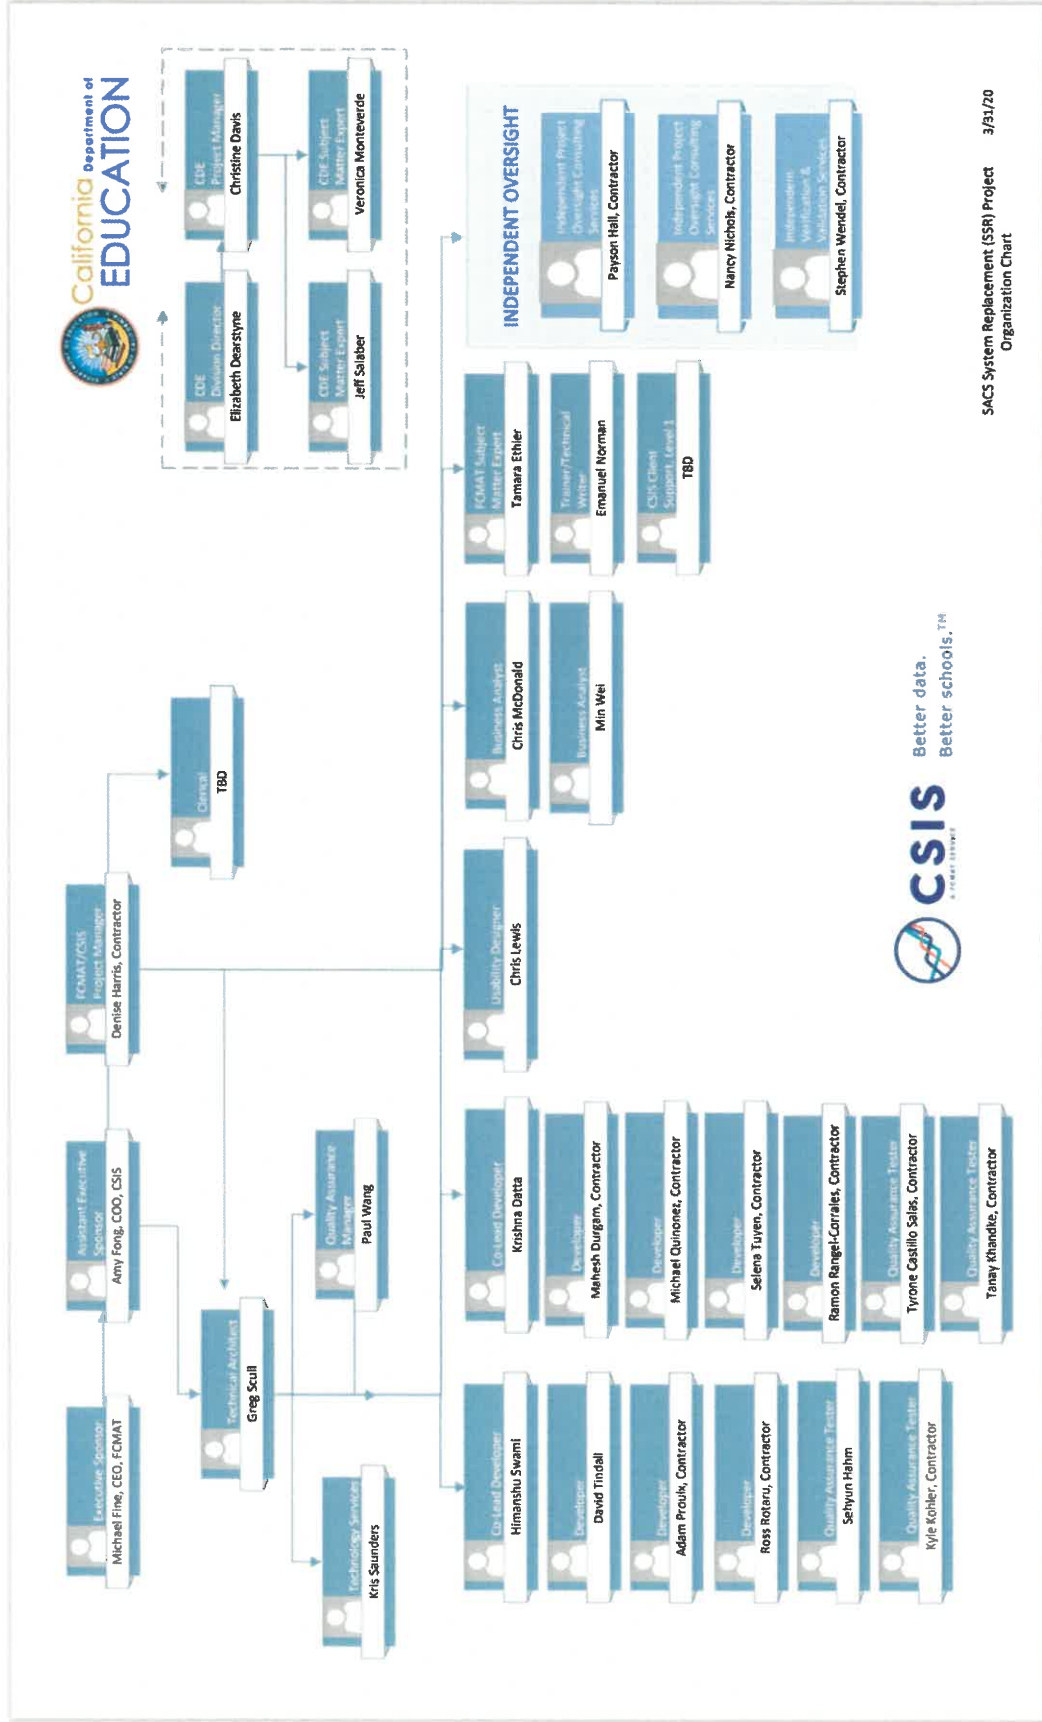 California Department of
EDUCATION
Executive Sponsor
Michael Fine, CEO, FCMAT
Assistant Executive
Sponsor
Amy Fong, COO, CSIS
FCMAT/CSIS
Project Manager
Denise Harris, Contractor
Clerical
TBD
CDE
Division Director
Elizabeth Dearstyne
CDE
Project Manager
Christine Davis
CDE Subject
Matter Expert
Jeff Salaber
CDE Subject
Matter Expert
Veronica Monteverde
Technical Architect
Greg Scull
Technology Services
Kris Saunders
Quality Assurance
Manager
Paul Wang
Co-Lead Developer
Himanshu Swami
Developer
David Tindall
Developer
Adam Proulx, Contractor
Developer
Ross Rotaru, Contractor
Quality Assurance Tester
Sehyun Hahm
Quality Assurance Tester
Kyle Kohler, Contractor
Co-Lead Developer
Krishna Datta
Developer
Mahesh Durgam, Contractor
Developer
Michael Quinonez, Contractor
Developer
Selena Tuyen, Contractor
Developer
Ramon Rangel-Corrales, Contractor
Quality Assurance Tester
Tyrone Castillo Salas, Contractor
Quality Assurance Tester
Tanay Khandke, Contractor
Usability Designer
Chris Lewis
Business Analyst
Chris McDonald
Business Analyst
Min Wei
FCMAT Subject
Matter Expert
Tamara Ethier
Trainer/Technical
Writer
Emanuel Norman
CSIS Client
Support, Level 1
TBD
INDEPENDENT OVERSIGHT
Independent Project
Oversight Consulting
Services
Payson Hall, Contractor
Independent Project
Oversight Consulting
Services
Nancy Nichols, Contractor
Independent
Verification &
Validation Services
Stephen Wendel, Contractor
CSIS
A FCMAT SERVICE
Better data.
Better schools.™
SACS System Replacement (SSR) Project 3/31/20
Organization Chart